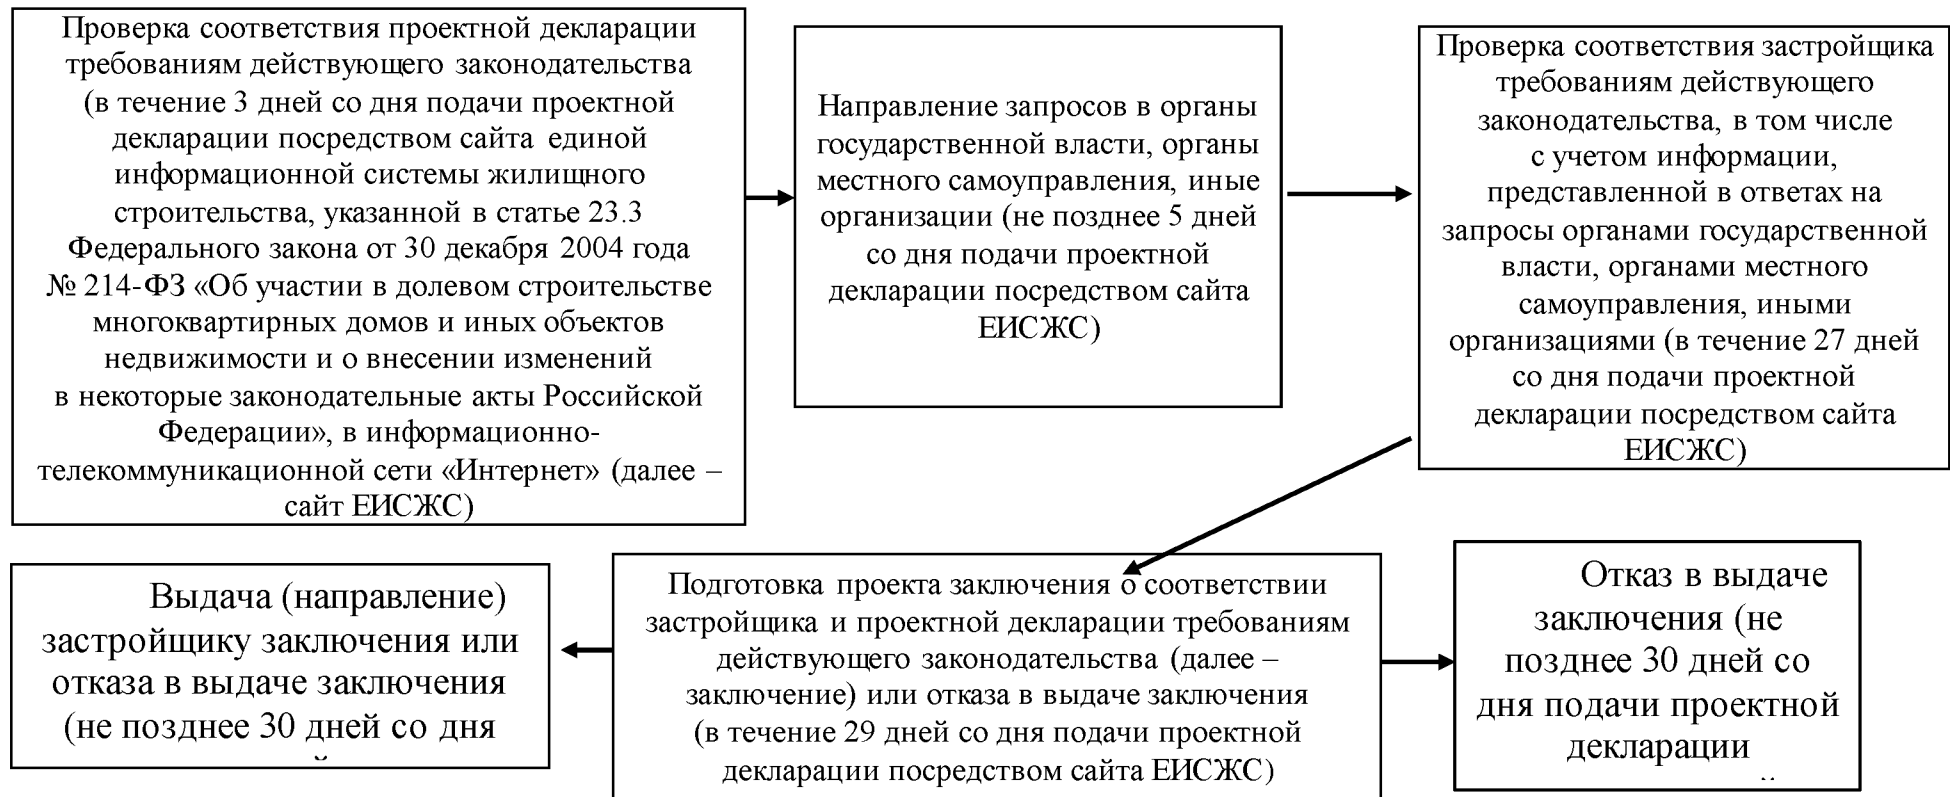 Проверка соответствия проектной декларации
требованиям действующего законодательства
(в течение 3 дней со дня подачи проектной
декларации посредством сайта единой
информационной системы жилищного
строительства, указанной в статье 23.3
Федерального закона от 30 декабря 2004 года
№ 214-ФЗ «Об участии в долевом строительстве
многоквартирных домов и иных объектов
недвижимости и о внесении изменений
в некоторые законодательные акты Российской
Федерации», в информационно-
телекоммуникационной сети «Интернет» (далее –
сайт ЕИСЖС)
Направление запросов в органы
государственной власти, органы
местного самоуправления, иные
организации (не позднее 5 дней
со дня подачи проектной
декларации посредством сайта
ЕИСЖС)
Проверка соответствия застройщика
требованиям действующего
законодательства, в том числе
с учетом информации,
представленной в ответах на
запросы органами государственной
власти, органами местного
самоуправления, иными
организациями (в течение 27 дней
со дня подачи проектной
декларации посредством сайта
ЕИСЖС)
Выдача (направление)
застройщику заключения или
отказа в выдаче заключения
(не позднее 30 дней со дня
Подготовка проекта заключения о соответствии
застройщика и проектной декларации требованиям
действующего законодательства (далее –
заключение) или отказа в выдаче заключения
(в течение 29 дней со дня подачи проектной
декларации посредством сайта ЕИСЖС)
Отказ в выдаче
заключения (не
позднее 30 дней со
дня подачи проектной
декларации